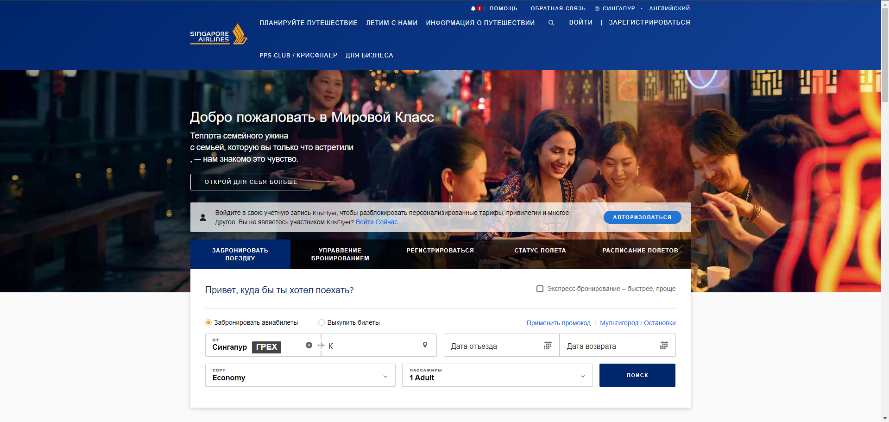 1 ПОМОЩЬ ОБРАТНАЯ СВЯЗЬ СИНГАПУР - АНГЛИЙСКИЙ
SINGAPORE AIRLINES
ПЛАНИРУЙТЕ ПУТЕШЕСТВИЕ ЛЕТИМ С НАМИ ИНФОРМАЦИЯ О ПУТЕШЕСТВИИ ВОЙТИ | ЗАРЕГИСТРИРОВАТЬСЯ
PPS CLUB / КРИСФЛАЕР ДЛЯ БИЗНЕСА
Добро пожаловать в Мировой Класс
Теплота семейного ужина
с семьей, которую вы только что встретили
, — нам знакомо это чувство.
ОТКРОЙ ДЛЯ СЕБЯ БОЛЬШЕ
Войдите в свою учетную запись KrisFlyer, чтобы разблокировать персонализированные тарифы, привилегии и многое
другое. Вы не являетесь участником KrisFlyer? Войти Сейчас.
АВТОРИЗОВАТЬСЯ
ЗАБРОНИРОВАТЬ
ПОЕЗДКУ
УПРАВЛЕНИЕ
БРОНИРОВАНИЕМ
РЕГИСТРИРОВАТЬСЯ
СТАТУС ПОЛЕТА
РАСПИСАНИЕ ПОЛЕТОВ
Привет, куда бы ты хотел поехать?
Экспресс-бронирование – быстрее, проще
Забронировать авиабилеты Выкупить билеты
Применить промокод | Мультигород / Остановки
ОТ
Сингапур ГРЕХ
К
Дата отъезда
Дата возврата
БОРТ
Economy
ПАССАЖИРЫ
1 Adult
ПОИСК